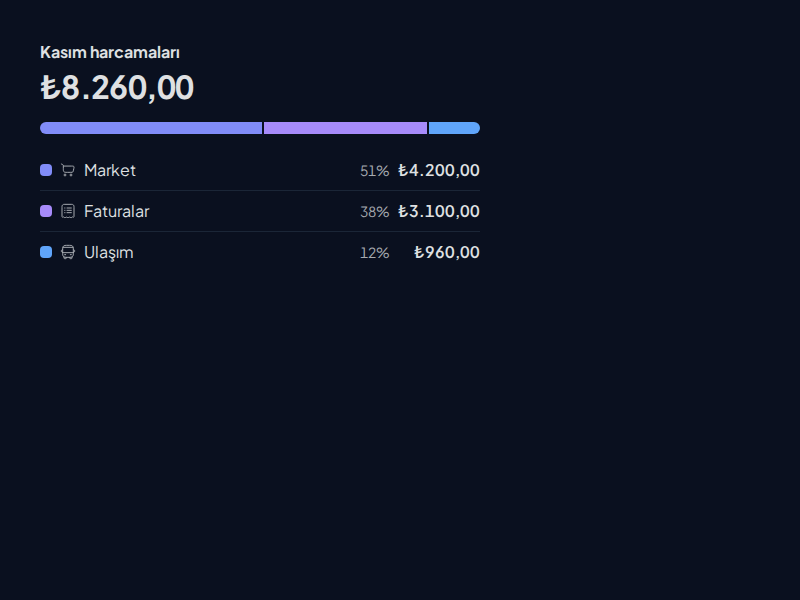 Kasım harcamaları
₺8.260,00
Market 51% ₺4.200,00
Faturalar 38% ₺3.100,00
Ulaşım 12% ₺960,00